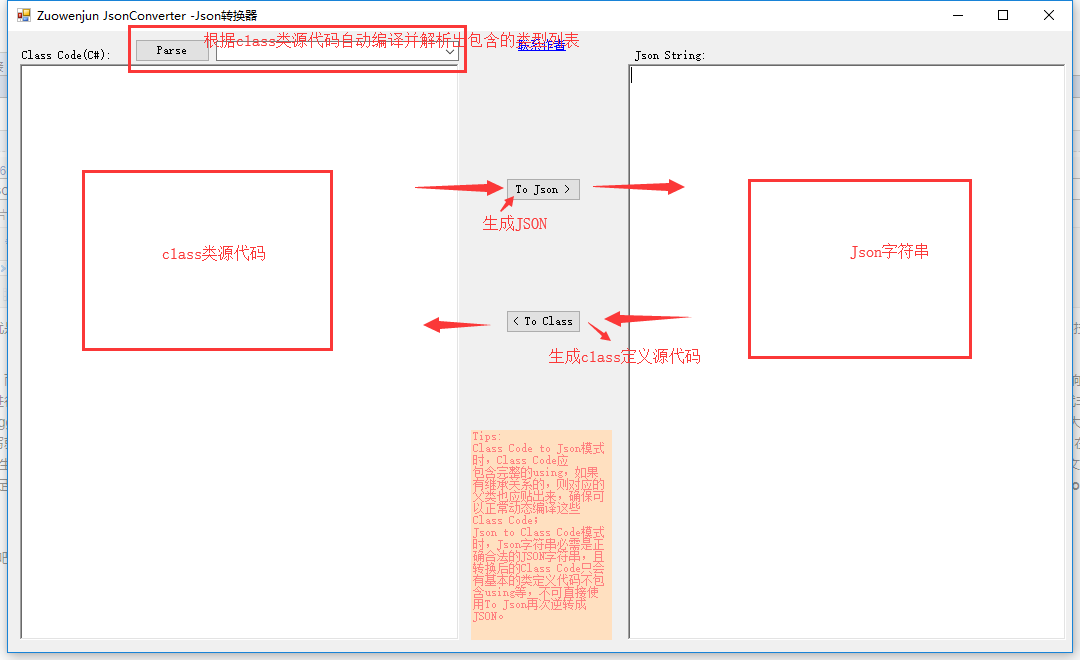 Zuowenjun JsonConverter -Json转换器
Class Code(C#):
Parse
根据class类源代码自动编译并解析出包含的类型列表
联系作者
Json String:
class类源代码
To Json >
生成JSON
Json字符串
< To Class
生成class定义源代码
Tips:
Class Code to Json模式
时，Class Code应
包含完整的using，如果
有继承关系的，则对应的
父类也应贴出来，确保可
以正常动态编译这些
Class Code；
Json to Class Code模式
时，Json字符串必需是正
确合法的JSON字符串，且
转换后的Class Code只会
有基本的类定义代码不包
含using等，不可直接使
用To Json再次逆转成
JSON。